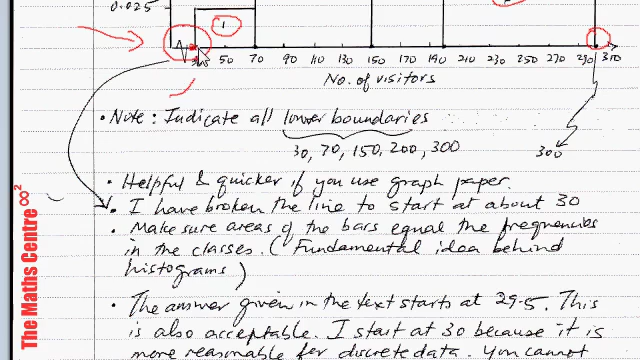 0.025
1
30 50 70 90 110 130 150 170 190 210 230 250 270 290 310
No. of visitors
• Note : Indicate all lower boundaries
30, 70, 150, 200, 300
300
• Helpful & quicker if you use graph paper.
• I have broken the line to start at about 30
• Make sure areas of the bars equal the frequencies
in the classes. ( Fundamental idea behind
histograms )
• The answer given in the text starts at 29.5. This
is also acceptable. I start at 30 because it is
more reasonable for discrete data. You cannot
The Maths Centre ∞²